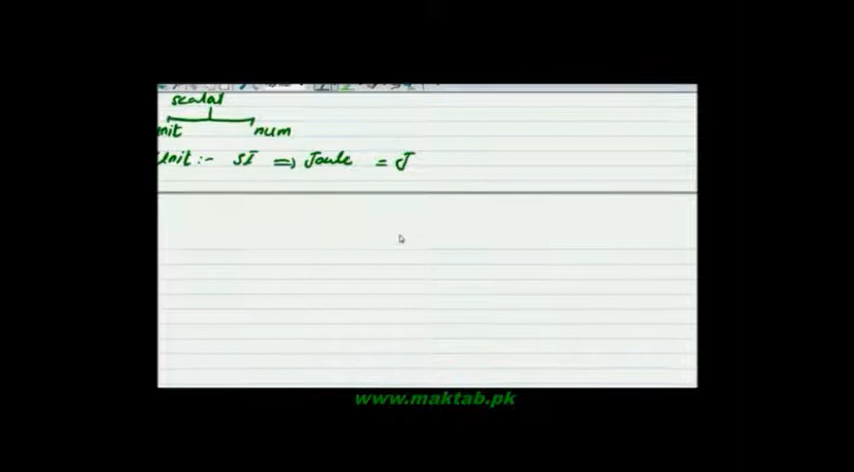 scalar
nit num
Unit :- SI ⇒ Joule = J
www.maktab.pk